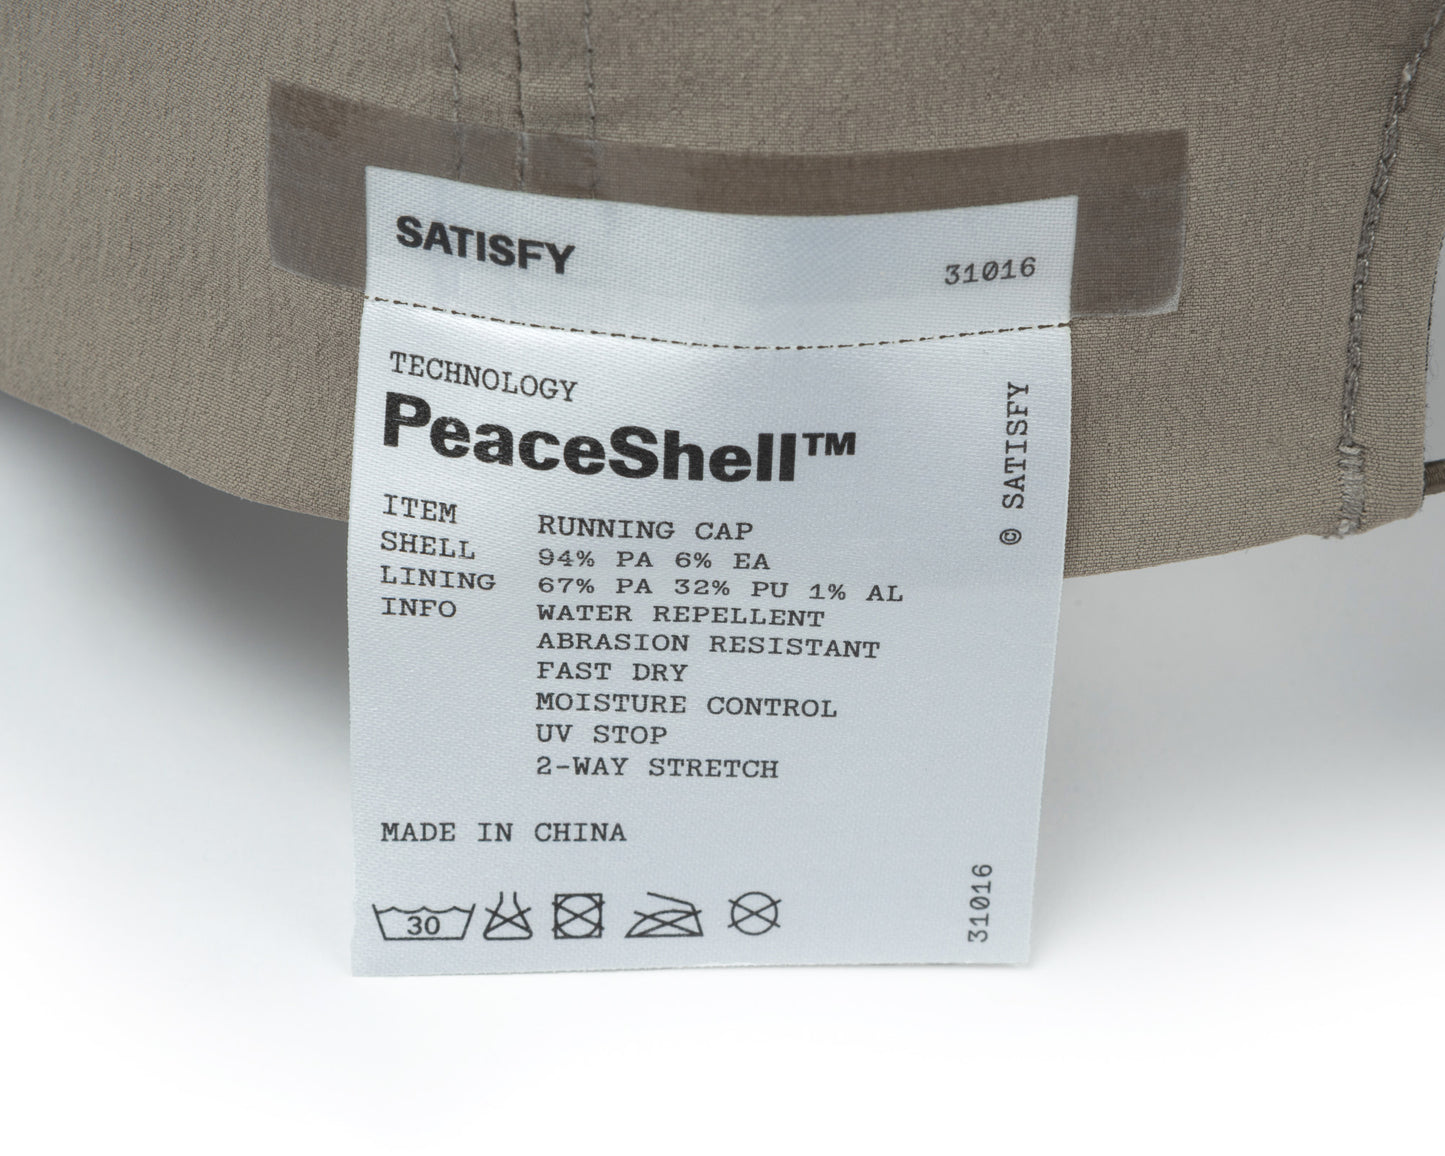 SATISFY
31016
TECHNOLOGY
PeaceShell™
© SATISFY
ITEM RUNNING CAP
SHELL 94% PA 6% EA
LINING 67% PA 32% PU 1% AL
INFO WATER REPELLENT
ABRASION RESISTANT
FAST DRY
MOISTURE CONTROL
UV STOP
2-WAY STRETCH
MADE IN CHINA
30
31016